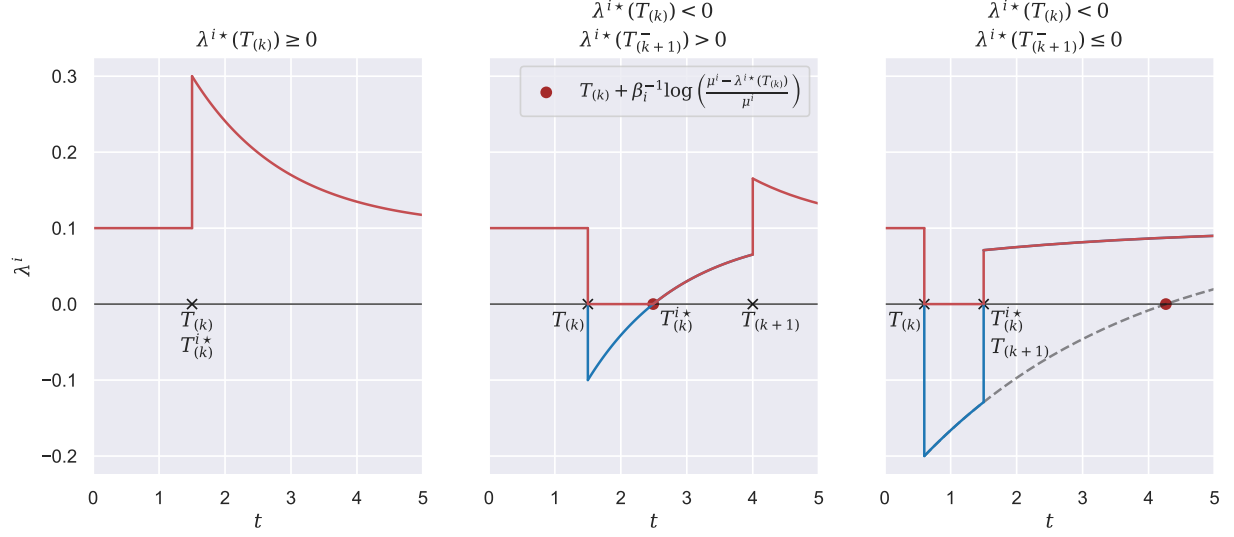 λ^{i⋆}(T_{(k)}) ≥ 0
λ^{i⋆}(T_{(k)}) < 0
λ^{i⋆}(T^-_{(k+1)}) > 0
λ^{i⋆}(T_{(k)}) < 0
λ^{i⋆}(T^-_{(k+1)}) ≤ 0
λ^i
0.3
0.2
0.1
0.0
−0.1
−0.2
T_{(k)}
T^{i⋆}_{(k)}
0 1 2 3 4 5
t
T_{(k)} + β_i^{-1} log ( \frac{μ^i − λ^{i⋆}(T_{(k)})}{μ^i} )
T_{(k)}
T^{i⋆}_{(k)}
T_{(k+1)}
0 1 2 3 4 5
t
T_{(k)}
T^{i⋆}_{(k)}
T_{(k+1)}
0 1 2 3 4 5
t